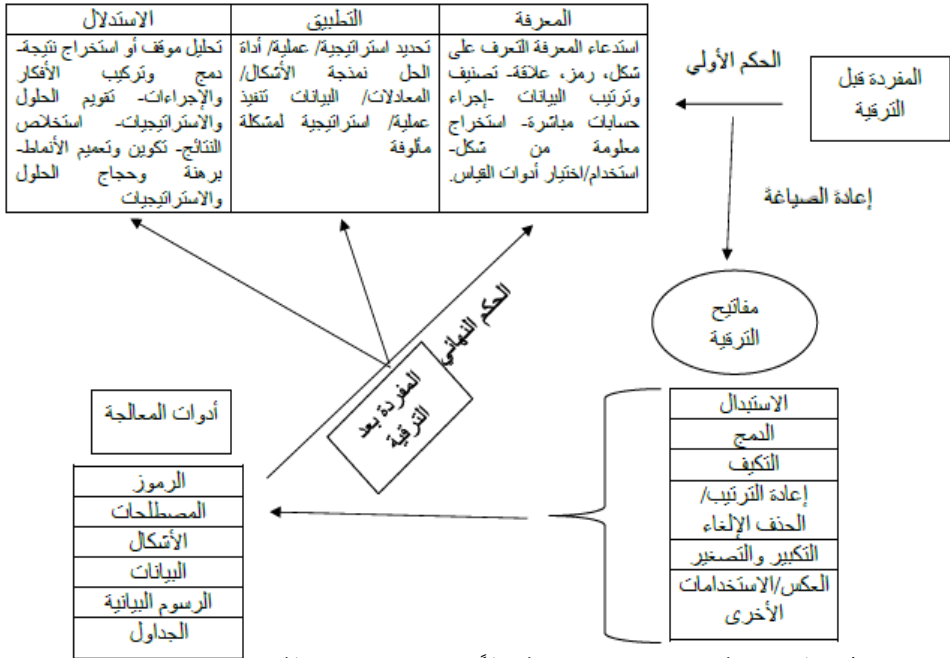 المعرفة
استدعاء المعرفة التعرف على
شكل، رمز، علاقة- تصنيف
وترتيب البيانات -إجراء
حسابات مباشرة- استخراج
معلومة من شكل-
استخدام/اختيار أدوات القياس.
التطبيق
تحديد استراتيجية/ عملية/ أداة
الحل نمذجة الأشكال/
المعادلات/ البيانات تتفيذ
عملية/ استراتيجية لمشكلة
مألوفة
الاستدلال
تحليل موقف أو استخراج نتيجة-
دمج وتركيب الأفكار
والإجراءات- تقويم الحلول
والاستراتيجيات- استخلاص
النتائج- تكوين وتعميم الأنماط-
برهنة وحجاج الحلول
والاستراتيجيات
المفردة قبل
الترقية
الحكم الأولي
إعادة الصياغة
مفاتيح
الترقية
الاستبدال
الدمج
التكيف
إعادة الترتيب/
الحذف الإلغاء
التكبير والتصغير
العكس/الاستخدامات
الأخرى
أدوات المعالجة
الرموز
المصطلحات
الأشكال
البيانات
الرسوم البيانية
الجداول
المفردة بعد
الترقية
الحكم النهائي